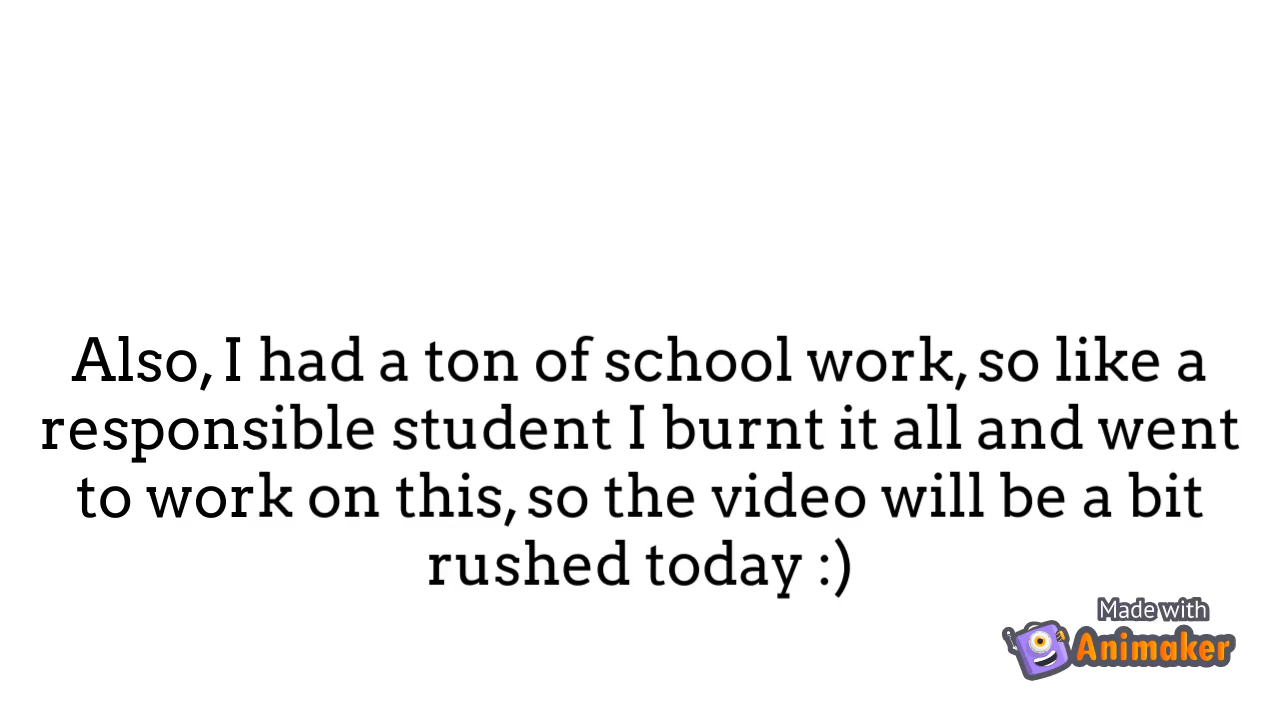 Also, I had a ton of school work, so like a
responsible student I burnt it all and went
to work on this, so the video will be a bit
rushed today :)
Made with
Animaker